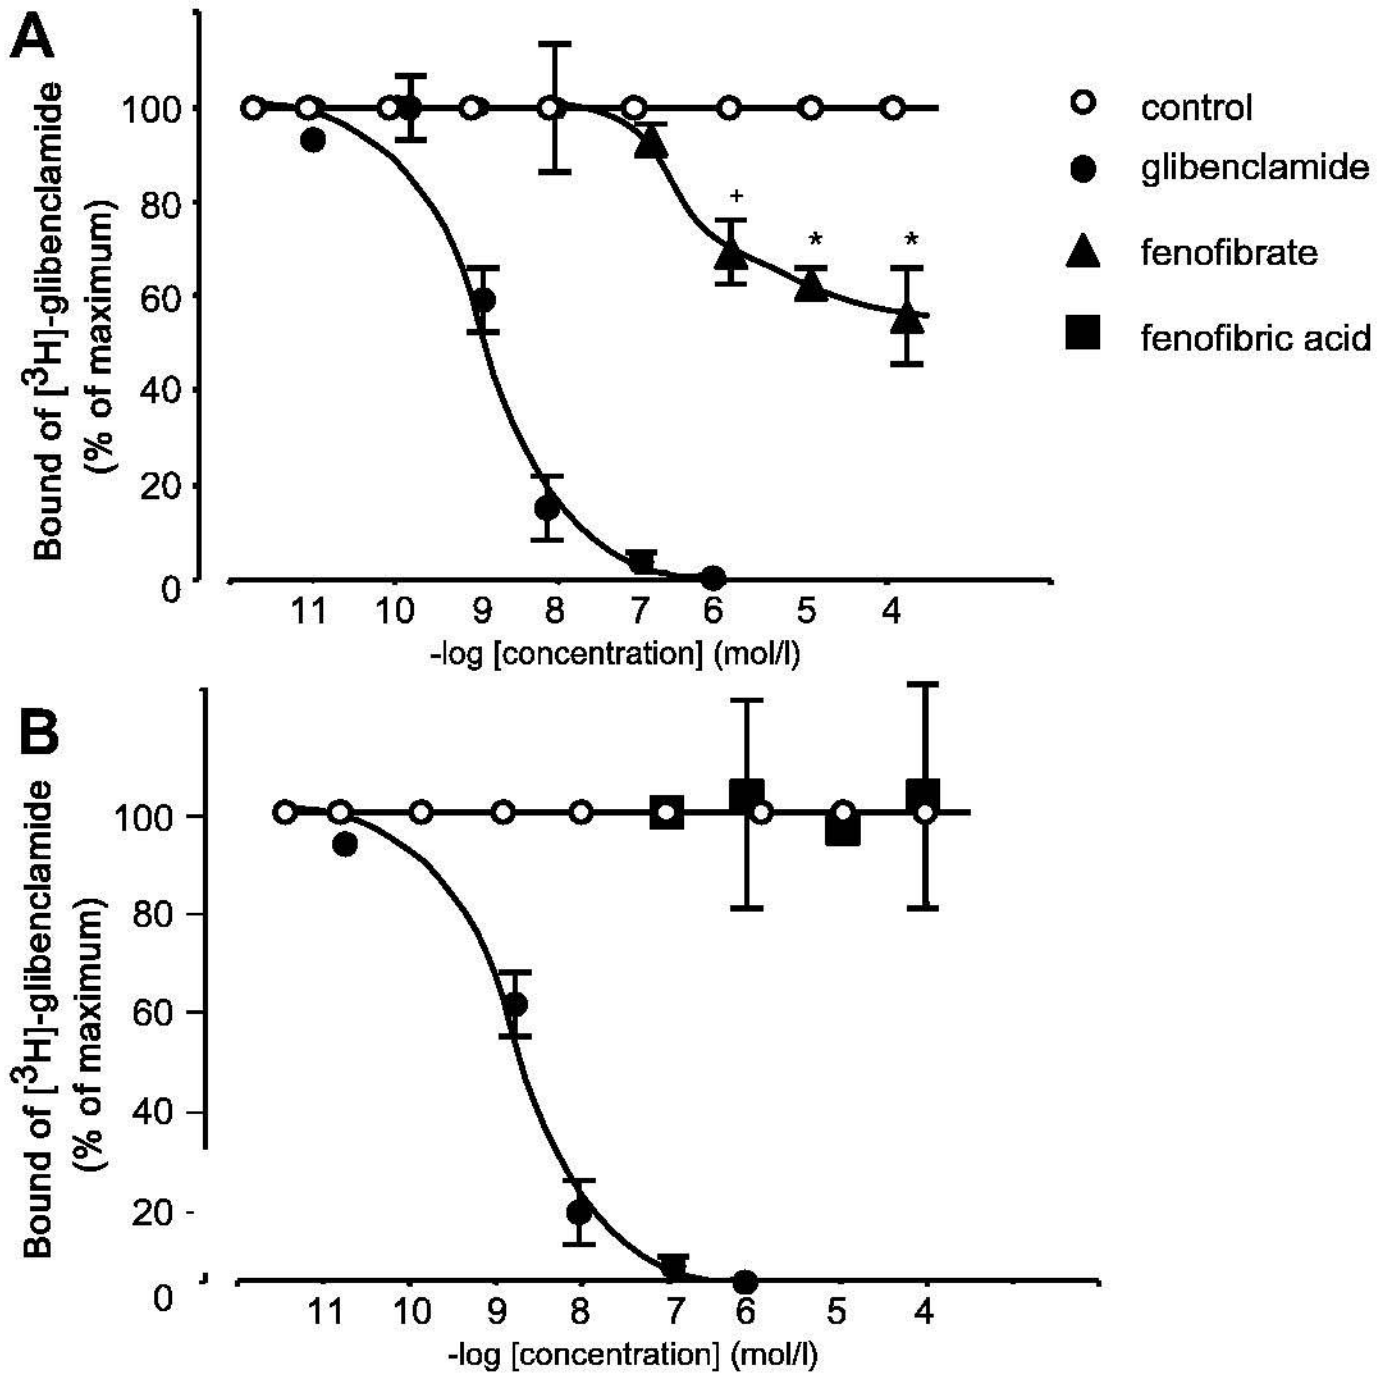 A
Bound of [³H]-glibenclamide
(% of maximum)
100
80
60
40
20
0
+
*
*
11 10 9 8 7 6 5 4
-log [concentration] (mol/l)
control
glibenclamide
fenofibrate
fenofibric acid
B
Bound of [³H]-glibenclamide
(% of maximum)
100
80
60
40
20
0
11 10 9 8 7 6 5 4
-log [concentration] (mol/l)